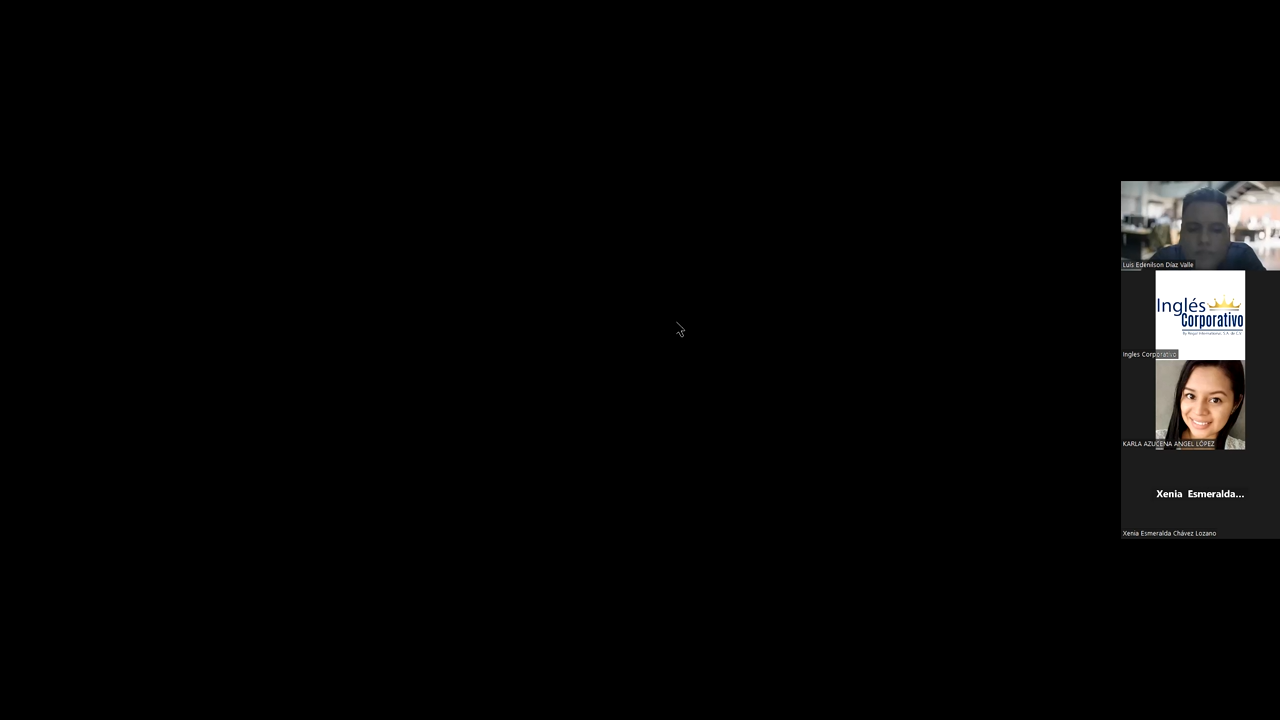 Luis Edenilson Díaz Valle
Inglés
Corporativo
Ingles Corporativo
KARLA AZUCENA ANGEL LÓPEZ
Xenia Esmeralda...
Xenia Esmeralda Chávez Lozano